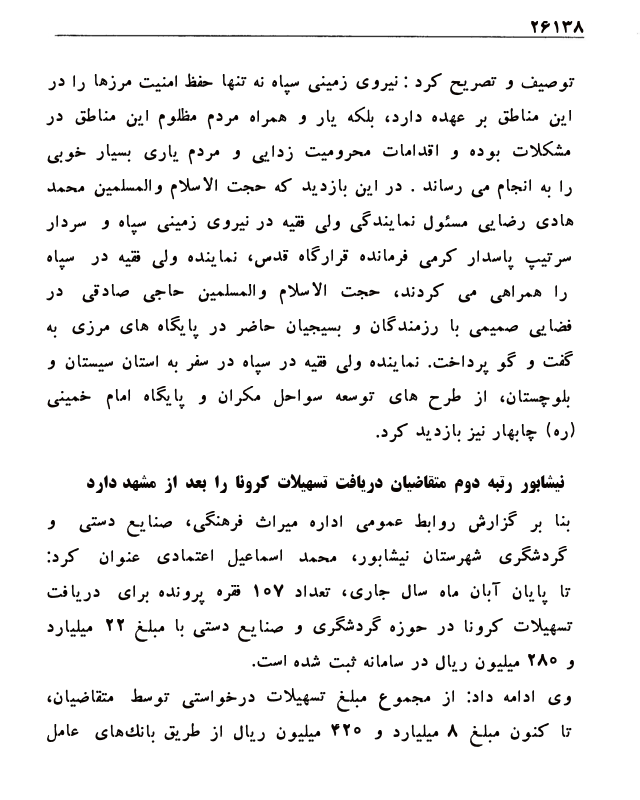 ۲۶۱۳۸
توصیف و تصریح کرد : نیروی زمینی سپاه نه تنها حفظ امنیت مرزها را در
این مناطق بر عهده دارد، بلکه یار و همراه مردم مظلوم این مناطق در
مشکلات بوده و اقدامات محرومیت زدایی و مردم یاری بسیار خوبی
را به انجام می رساند . در این بازدید که حجت الاسلام والمسلمین محمد
هادی رضایی مسئول نمایندگی ولی فقیه در نیروی زمینی سپاه و سردار
سرتیپ پاسدار کرمی فرمانده قرارگاه قدس، نماینده ولی فقیه در سپاه
را همراهی می کردند، حجت الاسلام والمسلمین حاجی صادقی در
فضایی صمیمی با رزمندگان و بسیجیان حاضر در پایگاه های مرزی به
گفت و گو پرداخت. نماینده ولی فقیه در سپاه در سفر به استان سیستان و
بلوچستان، از طرح های توسعه سواحل مکران و پایگاه امام خمینی
(ره) چابهار نیز بازدید کرد.
نیشابور رتبه دوم متقاضیان دریافت تسهیلات کرونا را بعد از مشهد دارد
بنا بر گزارش روابط عمومی اداره میراث فرهنگی، صنایع دستی و
گردشگری شهرستان نیشابور، محمد اسماعیل اعتمادی عنوان کرد:
تا پایان آبان ماه سال جاری، تعداد ۱۰۷ فقره پرونده برای دریافت
تسهیلات کرونا در حوزه گردشگری و صنایع دستی با مبلغ ۲۲ میلیارد
و ۲۸۰ میلیون ریال در سامانه ثبت شده است.
وی ادامه داد: از مجموع مبلغ تسهیلات درخواستی توسط متقاضیان،
تا کنون مبلغ ۸ میلیارد و ۴۲۰ میلیون ریال از طریق بانک‌های عامل